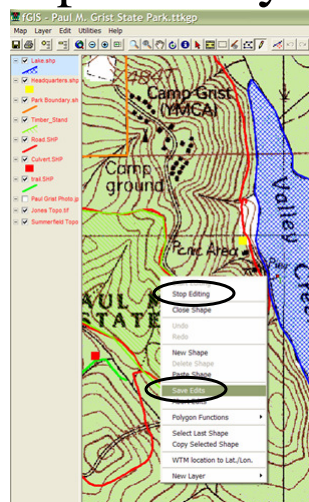 fGIS - Paul M. Grist State Park.ttkgp
Map Layer Edit Utilities Help
Lake.shp
Headquarters.shp
Park Boundary.sh
Timber_Stand
Road.SHP
Culvert.SHP
trail.SHP
Paul Grist Photo.jp
Jones Topo.tif
Summerfield Topo.
Camp Grist
(YMCA)
Camp
ground
Valley
Picnic Area
AUL
STATE
Stop Editing
Close Shape
Undo
Redo
New Shape
Delete Shape
Paste Shape
Save Edits
Polygon Functions
Select Last Shape
Copy Selected Shape
WTM location to Lat./Lon.
New Layer